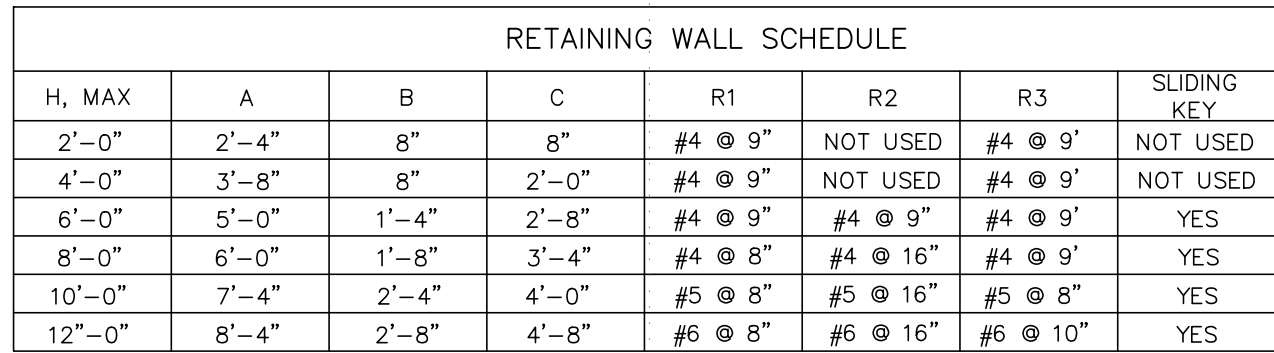 RETAINING WALL SCHEDULE
H, MAX A B C R1 R2 R3 SLIDING KEY
2'-0" 2'-4" 8" 8" #4 @ 9" NOT USED #4 @ 9' NOT USED
4'-0" 3'-8" 8" 2'-0" #4 @ 9" NOT USED #4 @ 9' NOT USED
6'-0" 5'-0" 1'-4" 2'-8" #4 @ 9" #4 @ 9" #4 @ 9' YES
8'-0" 6'-0" 1'-8" 3'-4" #4 @ 8" #4 @ 16" #4 @ 9' YES
10'-0" 7'-4" 2'-4" 4'-0" #5 @ 8" #5 @ 16" #5 @ 8" YES
12"-0" 8'-4" 2'-8" 4'-8" #6 @ 8" #6 @ 16" #6 @ 10" YES